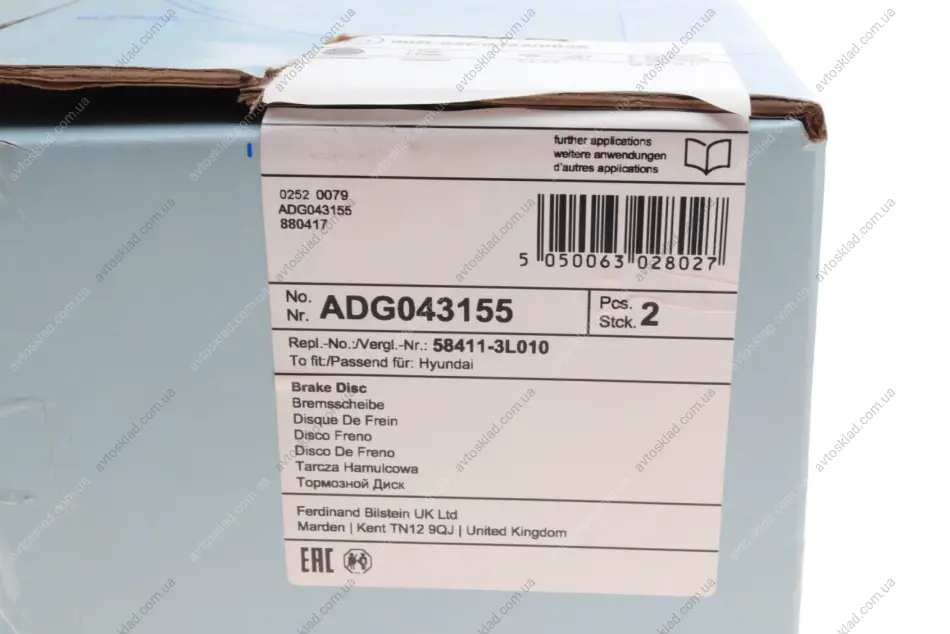 further applications
weitere anwendungen
d'autres applications
0252 0079
ADG043155
880417
5 050063 028027
No.
Nr. ADG043155
Pcs.
Stck. 2
Repl.-No.:/Vergl.-Nr.: 58411-3L010
To fit:/Passend für: Hyundai
Brake Disc
Bremsscheibe
Disque De Frein
Disco Freno
Disco De Freno
Tarcza Hamulcowa
Тормозной Диск
Ferdinand Bilstein UK Ltd
Marden | Kent TN12 9QJ | United Kingdom
EAC
avtosklad.com.ua